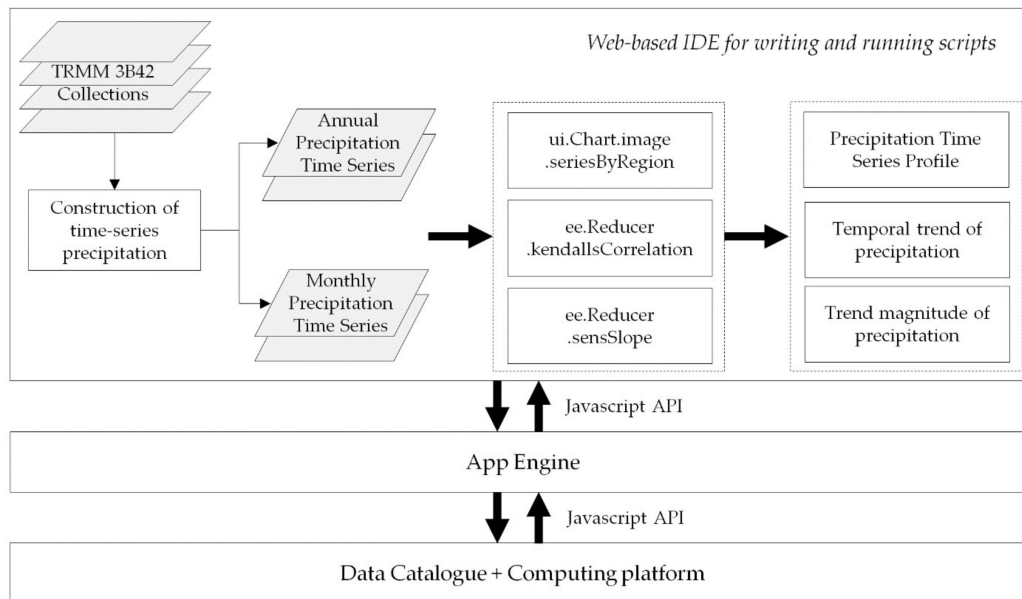 Web-based IDE for writing and running scripts
TRMM 3B42
Collections
Construction of
time-series
precipitation
Annual
Precipitation
Time Series
Monthly
Precipitation
Time Series
ui.Chart.image
.seriesByRegion
ee.Reducer
.kendallsCorrelation
ee.Reducer
.sensSlope
Precipitation Time
Series Profile
Temporal trend of
precipitation
Trend magnitude of
precipitation
Javascript API
App Engine
Javascript API
Data Catalogue + Computing platform